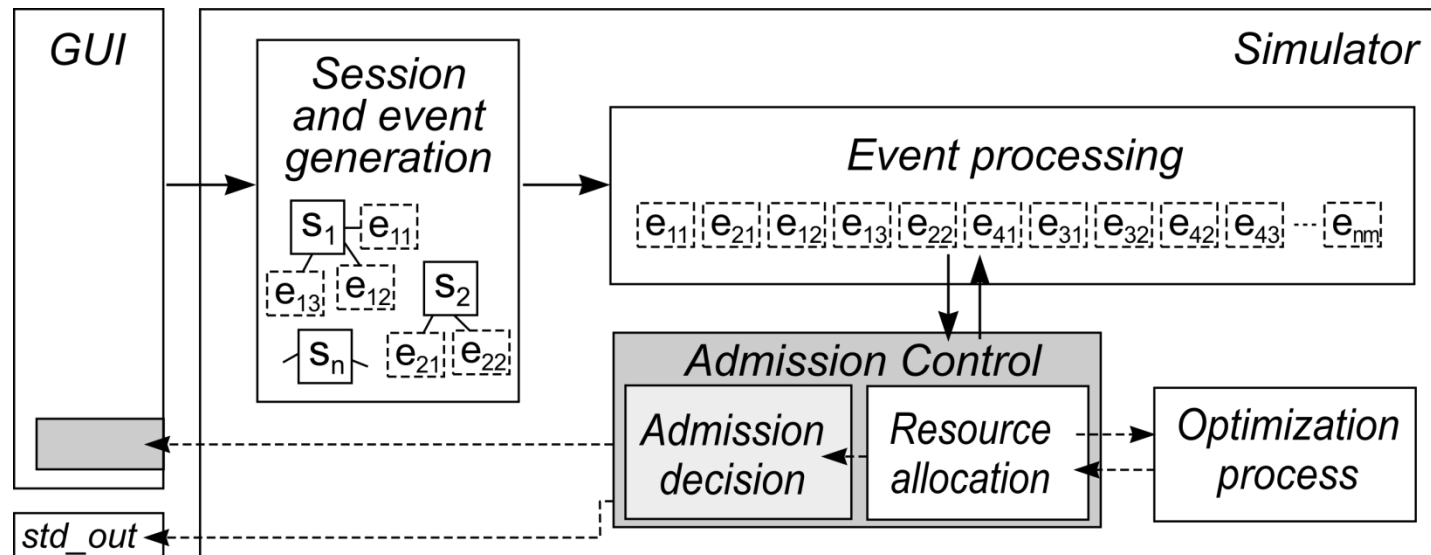 GUI
Simulator
Session
and event
generation
s₁
e₁₁
e₁₃
e₁₂
s₂
sₙ
e₂₁
e₂₂
Event processing
e₁₁ e₂₁ e₁₂ e₁₃ e₂₂ e₄₁ e₃₁ e₃₂ e₄₂ e₄₃ ... eₙₘ
Admission Control
Admission
decision
Resource
allocation
Optimization
process
std_out